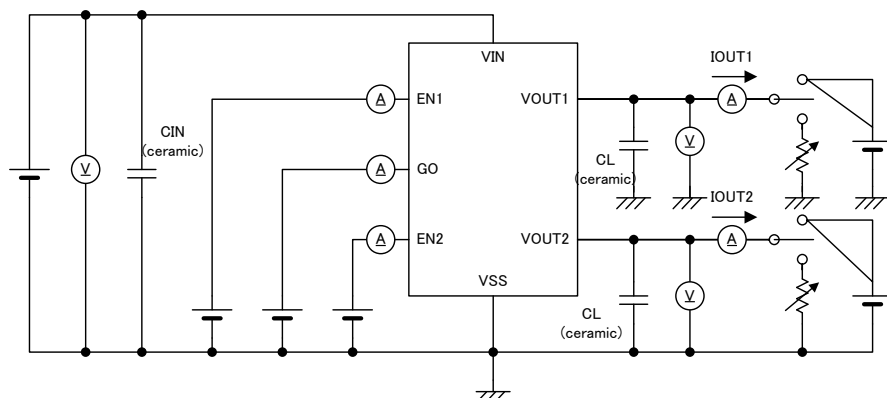 VIN
IOUT1
A
EN1
VOUT1
A
CIN
(ceramic)
V
V
A
GO
CL
(ceramic)
IOUT2
A
EN2
VOUT2
A
VSS
CL
(ceramic)
V